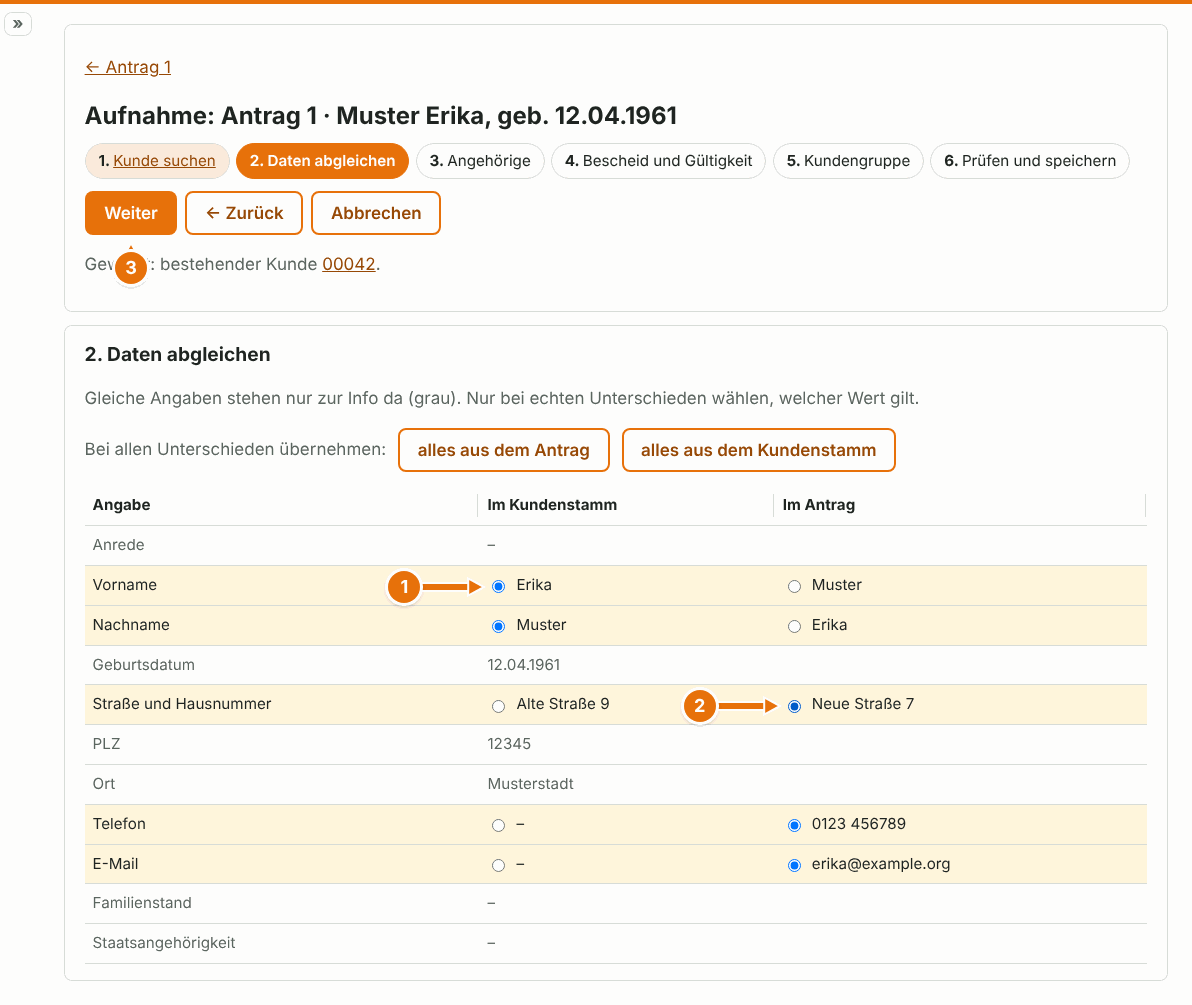 »
← Antrag 1
Aufnahme: Antrag 1 · Muster Erika, geb. 12.04.1961
1. Kunde suchen 2. Daten abgleichen 3. Angehörige 4. Bescheid und Gültigkeit 5. Kundengruppe 6. Prüfen und speichern
Weiter ← Zurück Abbrechen
3 : bestehender Kunde 00042.
2. Daten abgleichen
Gleiche Angaben stehen nur zur Info da (grau). Nur bei echten Unterschieden wählen, welcher Wert gilt.
Bei allen Unterschieden übernehmen: alles aus dem Antrag alles aus dem Kundenstamm
Angabe Im Kundenstamm Im Antrag
Anrede –
Vorname 1 Erika Muster
Nachname Muster Erika
Geburtsdatum 12.04.1961
Straße und Hausnummer Alte Straße 9 2 Neue Straße 7
PLZ 12345
Ort Musterstadt
Telefon – 0123 456789
E-Mail – erika@example.org
Familienstand –
Staatsangehörigkeit –